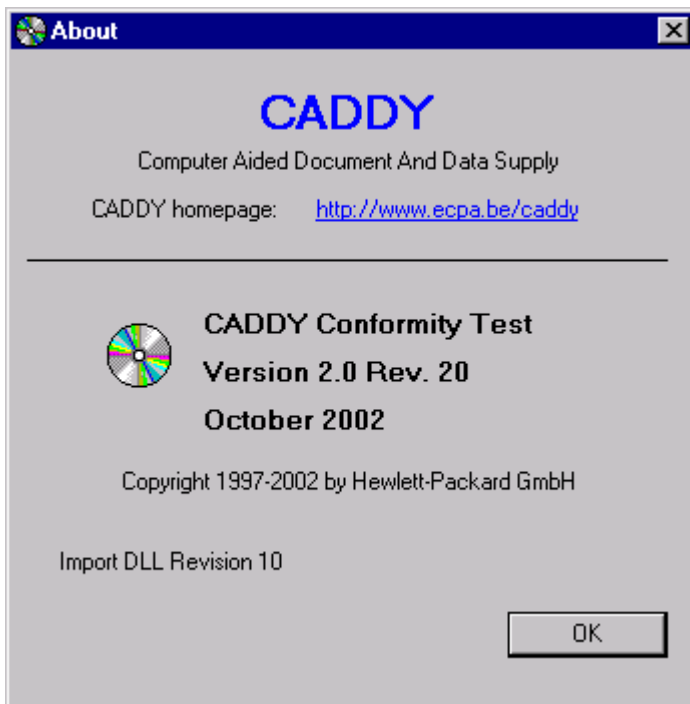 About
CADDY
Computer Aided Document And Data Supply
CADDY homepage: http://www.ecpa.be/caddy
CADDY Conformity Test
Version 2.0 Rev. 20
October 2002
Copyright 1997-2002 by Hewlett-Packard GmbH
Import DLL Revision 10
OK